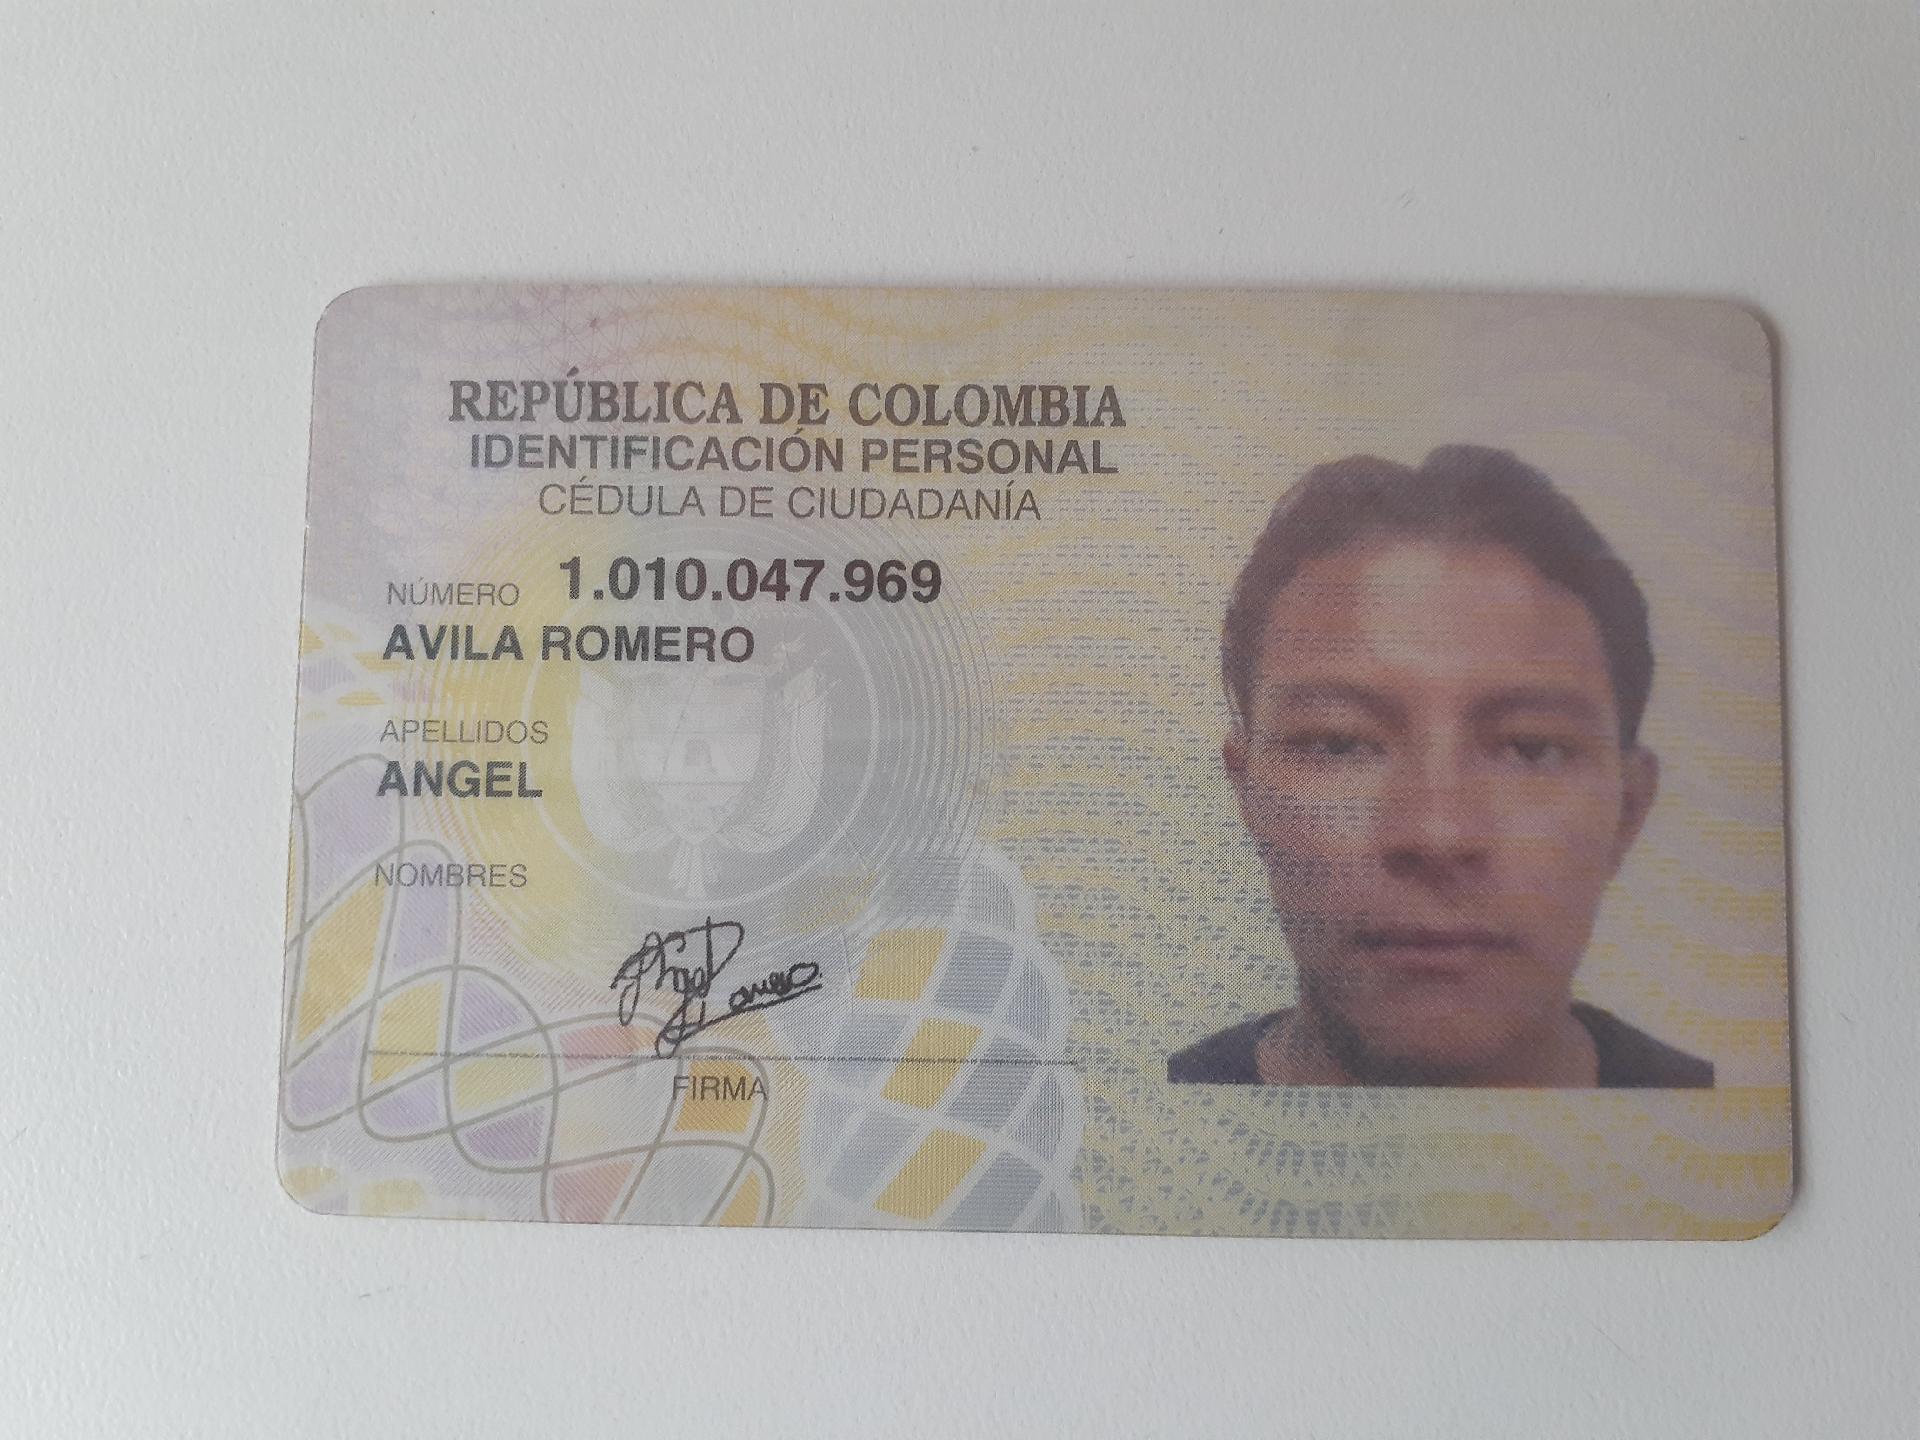 REPÚBLICA DE COLOMBIA
IDENTIFICACIÓN PERSONAL
CÉDULA DE CIUDADANÍA
NÚMERO 1.010.047.969
AVILA ROMERO
APELLIDOS
ANGEL
NOMBRES
Angel Romero
FIRMA